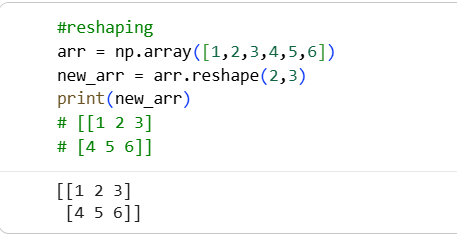 #reshaping
arr = np.array([1,2,3,4,5,6])
new_arr = arr.reshape(2,3)
print(new_arr)
# [[1 2 3]
# [4 5 6]]
[[1 2 3]
 [4 5 6]]